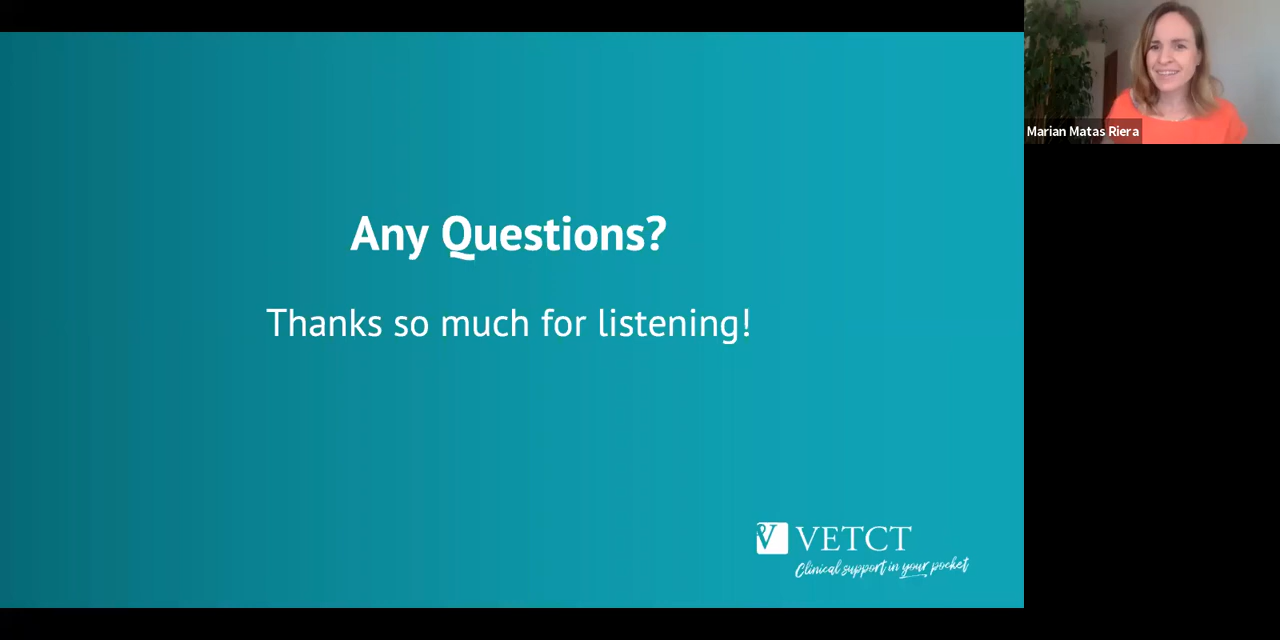 Any Questions?
Thanks so much for listening!
VETCT
Clinical support in your pocket
Marian Matas Riera